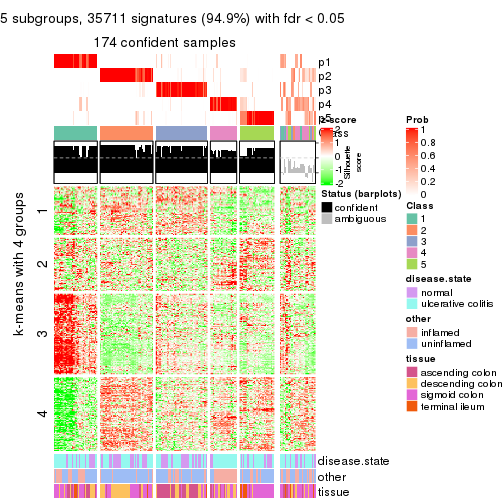 5 subgroups, 35711 signatures (94.9%) with fdr < 0.05
174 confident samples
p1
p2
p3
p4
p5
Class
z-score
2
1
0
-1
-2
Silhouette
score
k-means with 4 groups
1
2
3
4
disease.state
other
tissue
Status (barplots)
confident
ambiguous
Prob
1
0.8
0.6
0.4
0.2
0
Class
1
2
3
4
5
disease.state
normal
ulcerative colitis
other
inflamed
uninflamed
tissue
ascending colon
descending colon
sigmoid colon
terminal ileum